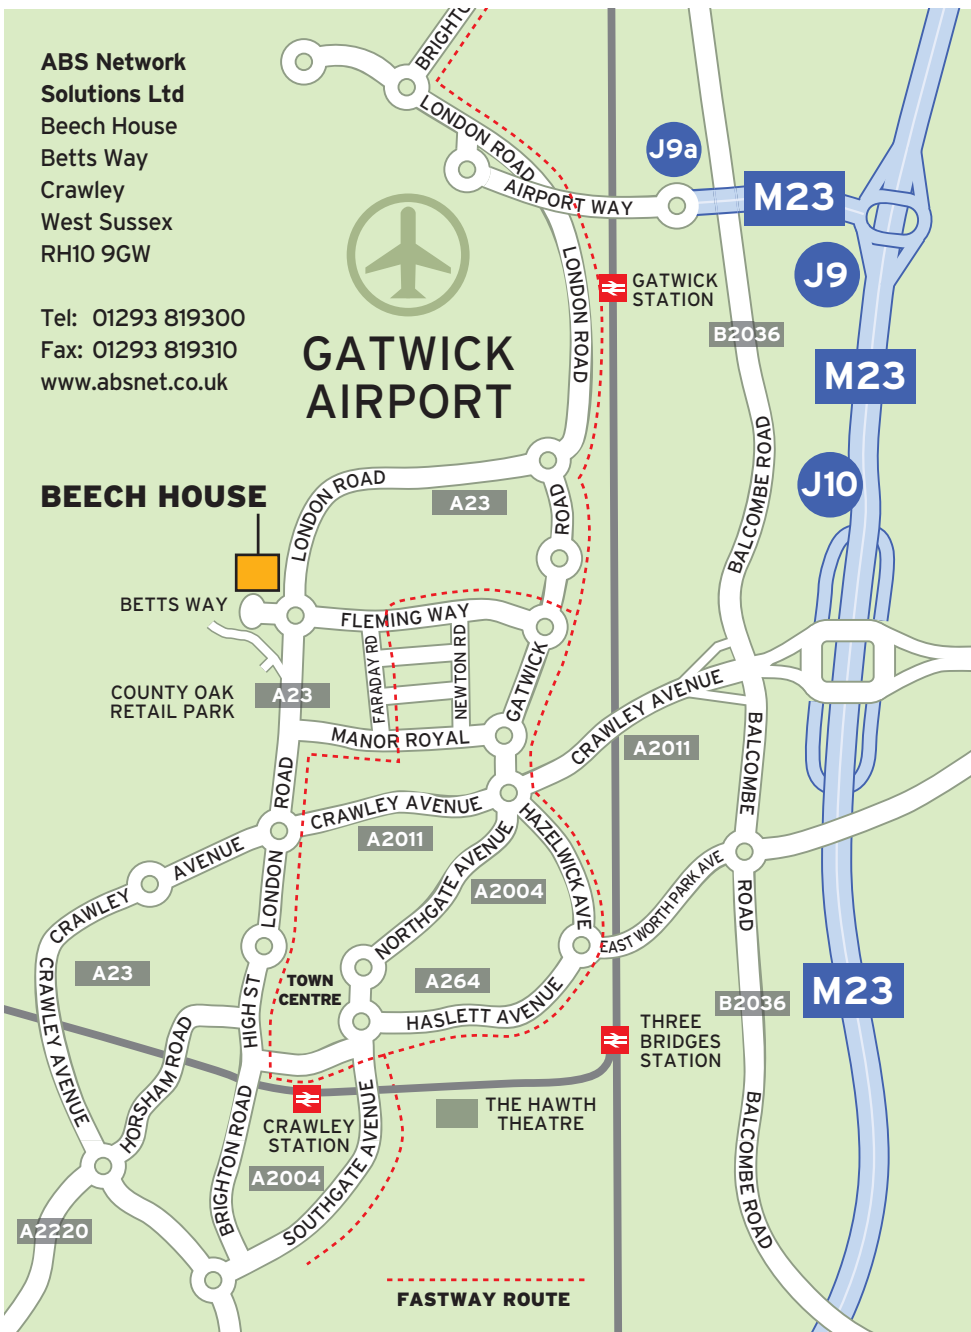 ABS Network
Solutions Ltd
Beech House
Betts Way
Crawley
West Sussex
RH10 9GW
Tel: 01293 819300
Fax: 01293 819310
www.absnet.co.uk
LONDON ROAD
AIRPORT WAY
J9a
M23
J9
GATWICK
STATION
LONDON ROAD
B2036
GATWICK
AIRPORT
M23
BALCOMBE ROAD
J10
BEECH HOUSE
LONDON ROAD
A23
ROAD
BETTS WAY
FLEMING WAY
FARADAY RD
NEWTON RD
GATWICK
COUNTY OAK
RETAIL PARK
A23
MANOR ROYAL
CRAWLEY AVENUE
A2011
BALCOMBE
ROAD
ROAD
LONDON
CRAWLEY AVENUE
A2011
HAZELWICK AVE
NORTHGATE AVENUE
A2004
EAST WORTH PARK AVE
CRAWLEY
AVENUE
A23
CRAWLEY AVENUE
TOWN
CENTRE
A264
HASLETT AVENUE
HIGH ST
HORSHAM ROAD
B2036
M23
THREE
BRIDGES
STATION
THE HAWTH
THEATRE
CRAWLEY
STATION
A2004
BRIGHTON ROAD
SOUTHGATE AVENUE
BALCOMBE ROAD
A2220
FASTWAY ROUTE